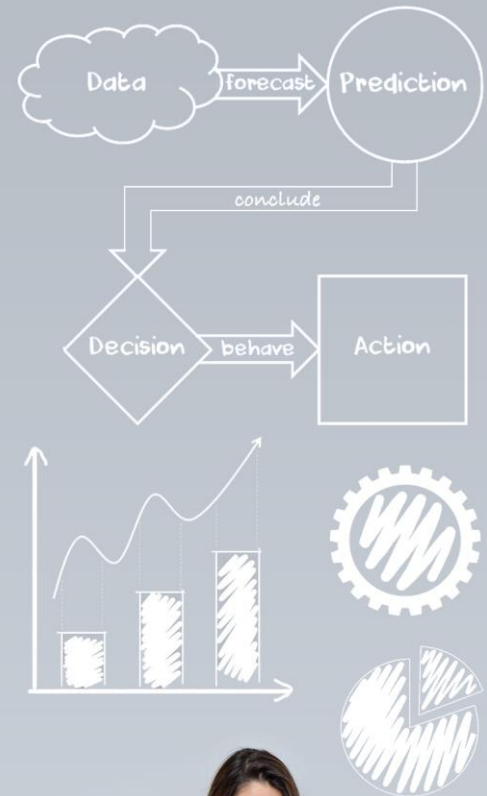 Data
forecast
Prediction
conclude
Decision
behave
Action